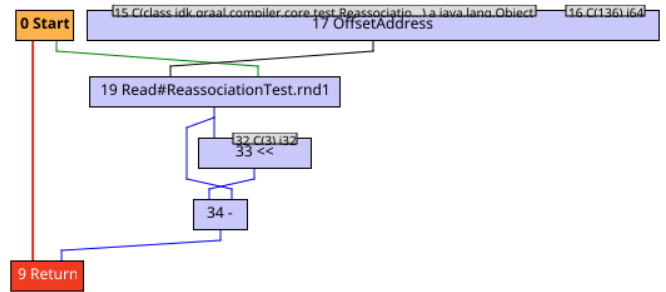 15 C(class jdk.graal.compiler.core.test.Reassociatio...) a java.lang.Object
16 C(136) i64
0 Start
17 OffsetAddress
19 Read#ReassociationTest.rnd1
32 C(3) i32
33 <<
34 -
9 Return